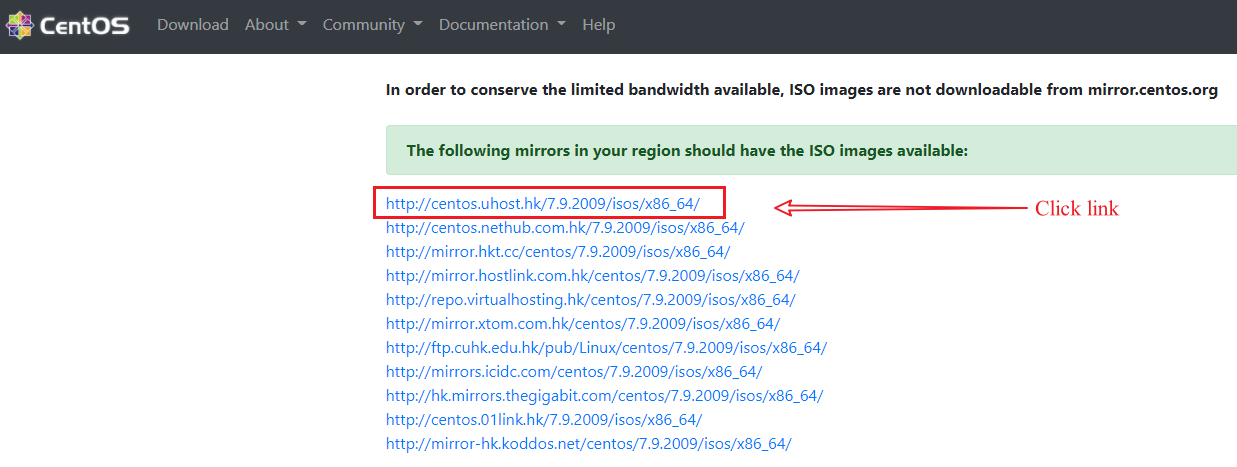 CentOS Download About Community Documentation Help
In order to conserve the limited bandwidth available, ISO images are not downloadable from mirror.centos.org
The following mirrors in your region should have the ISO images available:
http://centos.uhost.hk/7.9.2009/isos/x86_64/
Click link
http://centos.nethub.com.hk/7.9.2009/isos/x86_64/
http://mirror.hkt.cc/centos/7.9.2009/isos/x86_64/
http://mirror.hostlink.com.hk/centos/7.9.2009/isos/x86_64/
http://repo.virtualhosting.hk/centos/7.9.2009/isos/x86_64/
http://mirror.xtom.com.hk/centos/7.9.2009/isos/x86_64/
http://ftp.cuhk.edu.hk/pub/Linux/centos/7.9.2009/isos/x86_64/
http://mirrors.icidc.com/centos/7.9.2009/isos/x86_64/
http://hk.mirrors.thegigabit.com/centos/7.9.2009/isos/x86_64/
http://centos.01link.hk/7.9.2009/isos/x86_64/
http://mirror-hk.koddos.net/centos/7.9.2009/isos/x86_64/